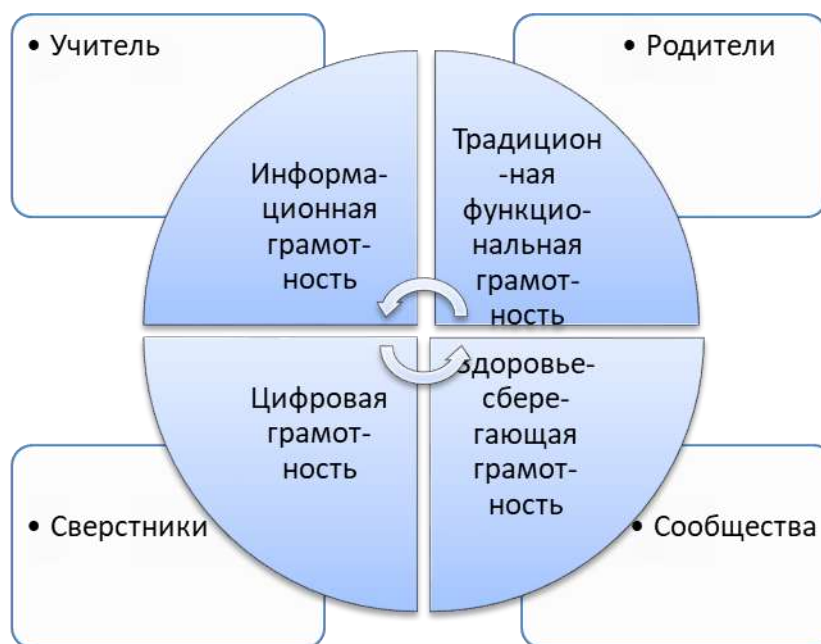 • Учитель
• Родители
Информа-
ционная
грамот-
ность
Традицион
-ная
функцио-
нальная
грамот-
ность
Цифровая
грамот-
ность
Здоровье-
сбере-
гающая
грамот-
ность
• Сверстники
• Сообщества